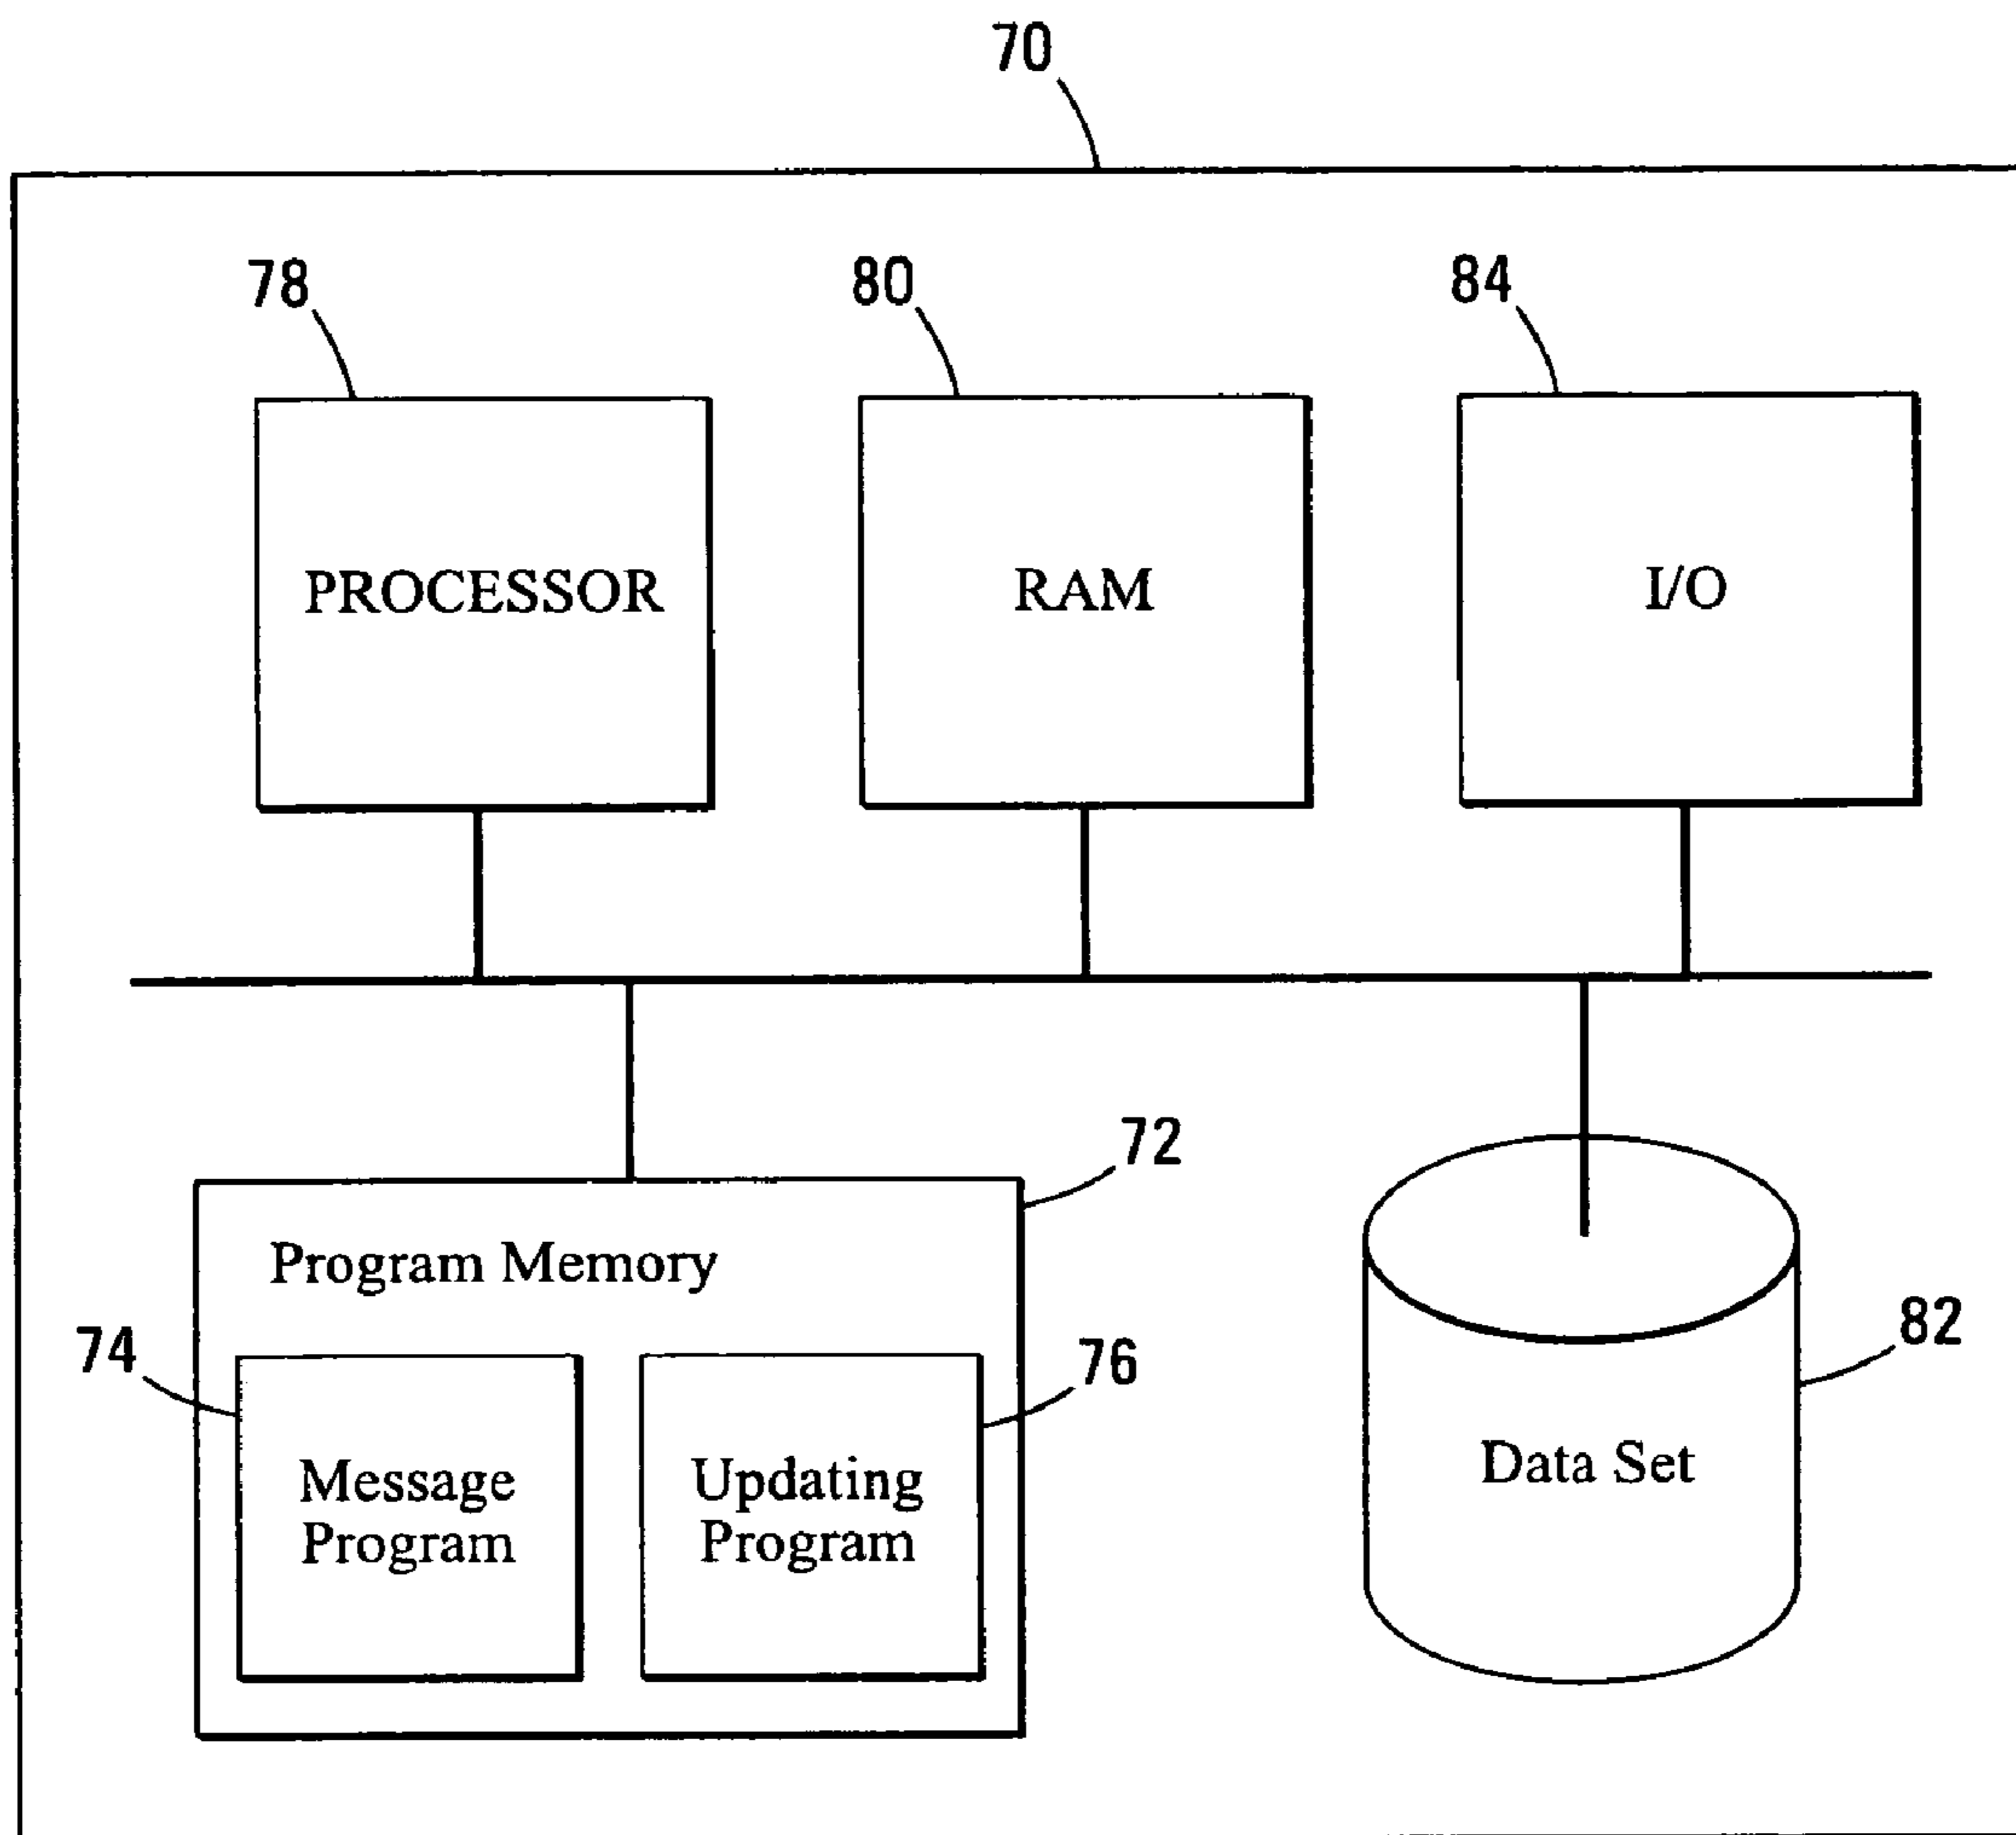 70
78
80
84
PROCESSOR
RAM
I/O
72
Program Memory
74
76
82
Message
Program
Updating
Program
Data Set